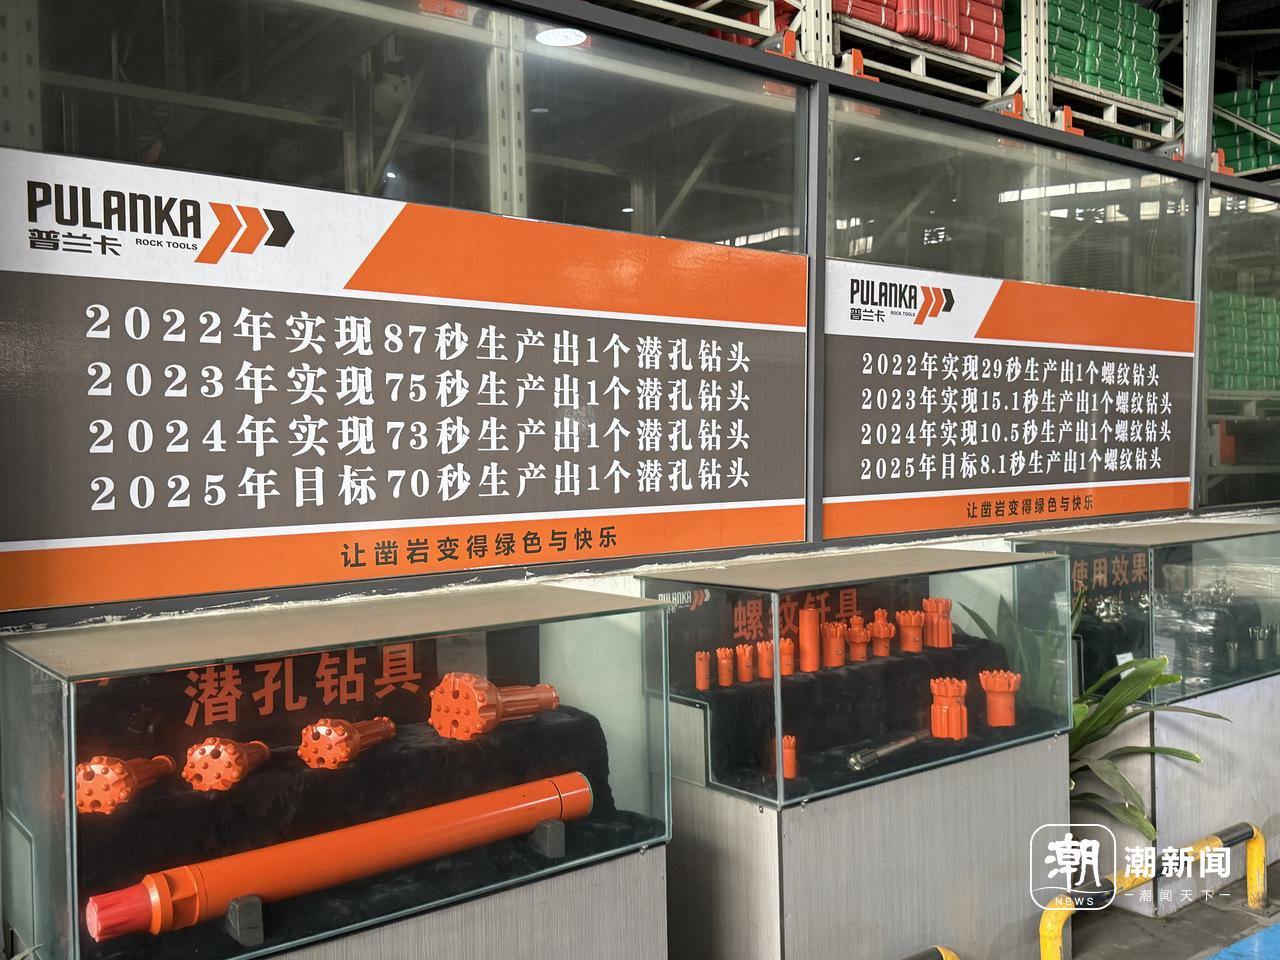 PULANKA
普兰卡 ROCK TOOLS
2022年实现87秒生产出1个潜孔钻头
2023年实现75秒生产出1个潜孔钻头
2024年实现73秒生产出1个潜孔钻头
2025年目标70秒生产出1个潜孔钻头
让凿岩变得绿色与快乐
PULANKA
普兰卡 ROCK TOOLS
2022年实现29秒生产出1个螺纹钻头
2023年实现15.1秒生产出1个螺纹钻头
2024年实现10.5秒生产出1个螺纹钻头
2025年目标8.1秒生产出1个螺纹钻头
让凿岩变得绿色与快乐
潜孔钻具
PULANKA
螺纹钎具
使用效果
潮 潮新闻
NEWS 潮闻天下